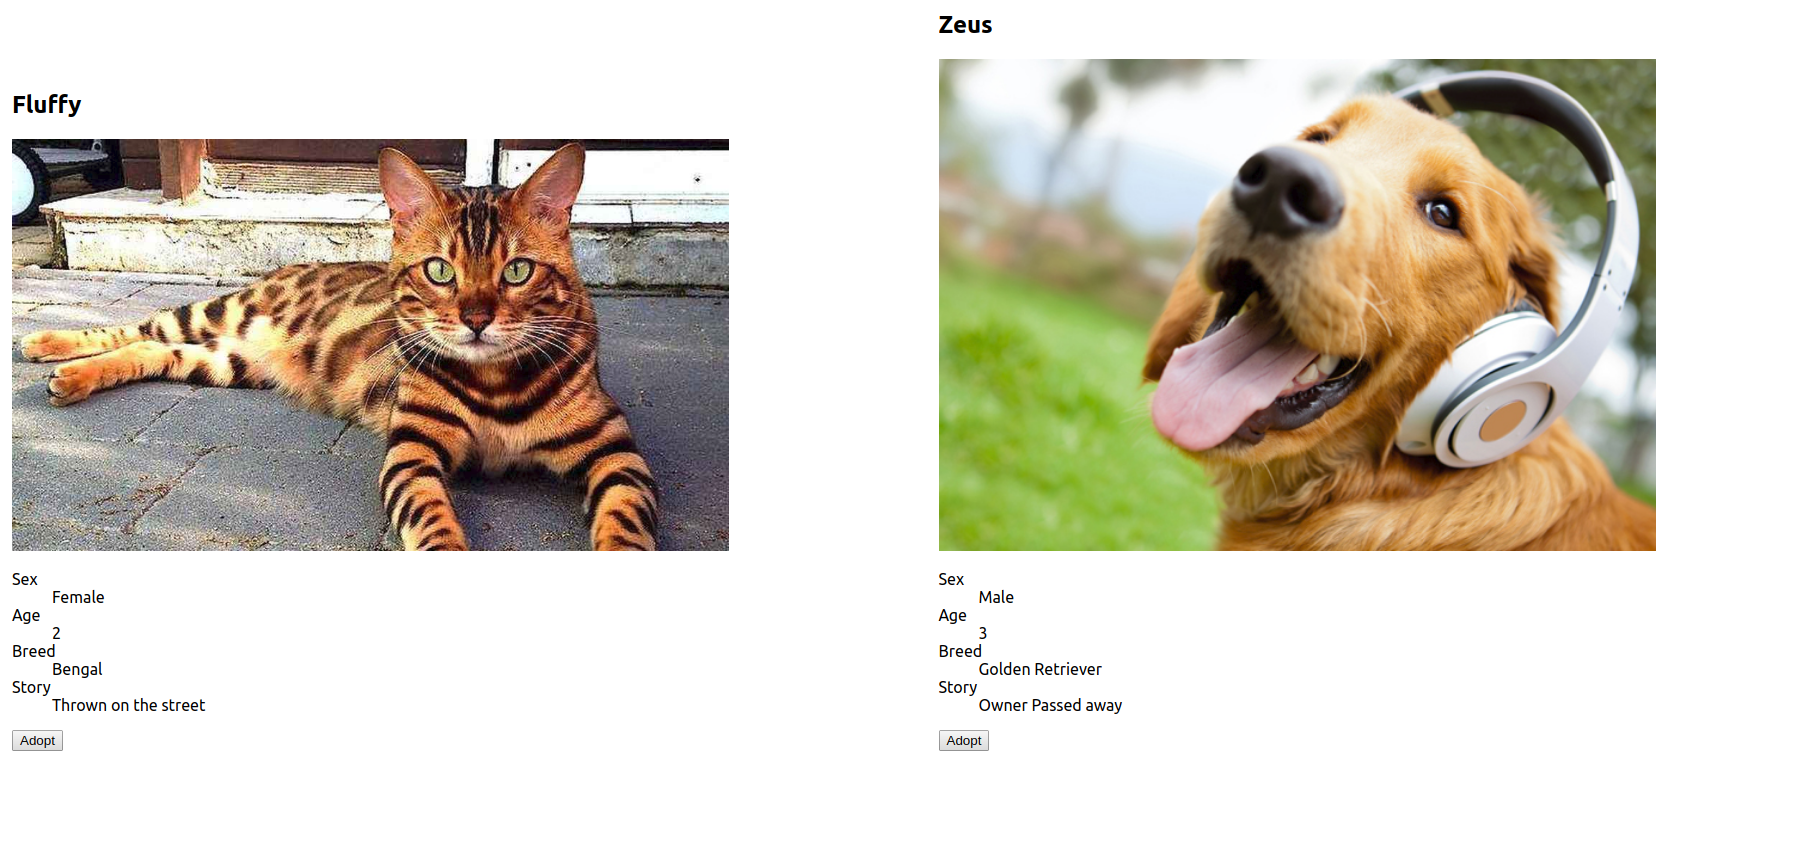 Fluffy
Sex
Female
Age
2
Breed
Bengal
Story
Thrown on the street
Adopt
Zeus
Sex
Male
Age
3
Breed
Golden Retriever
Story
Owner Passed away
Adopt